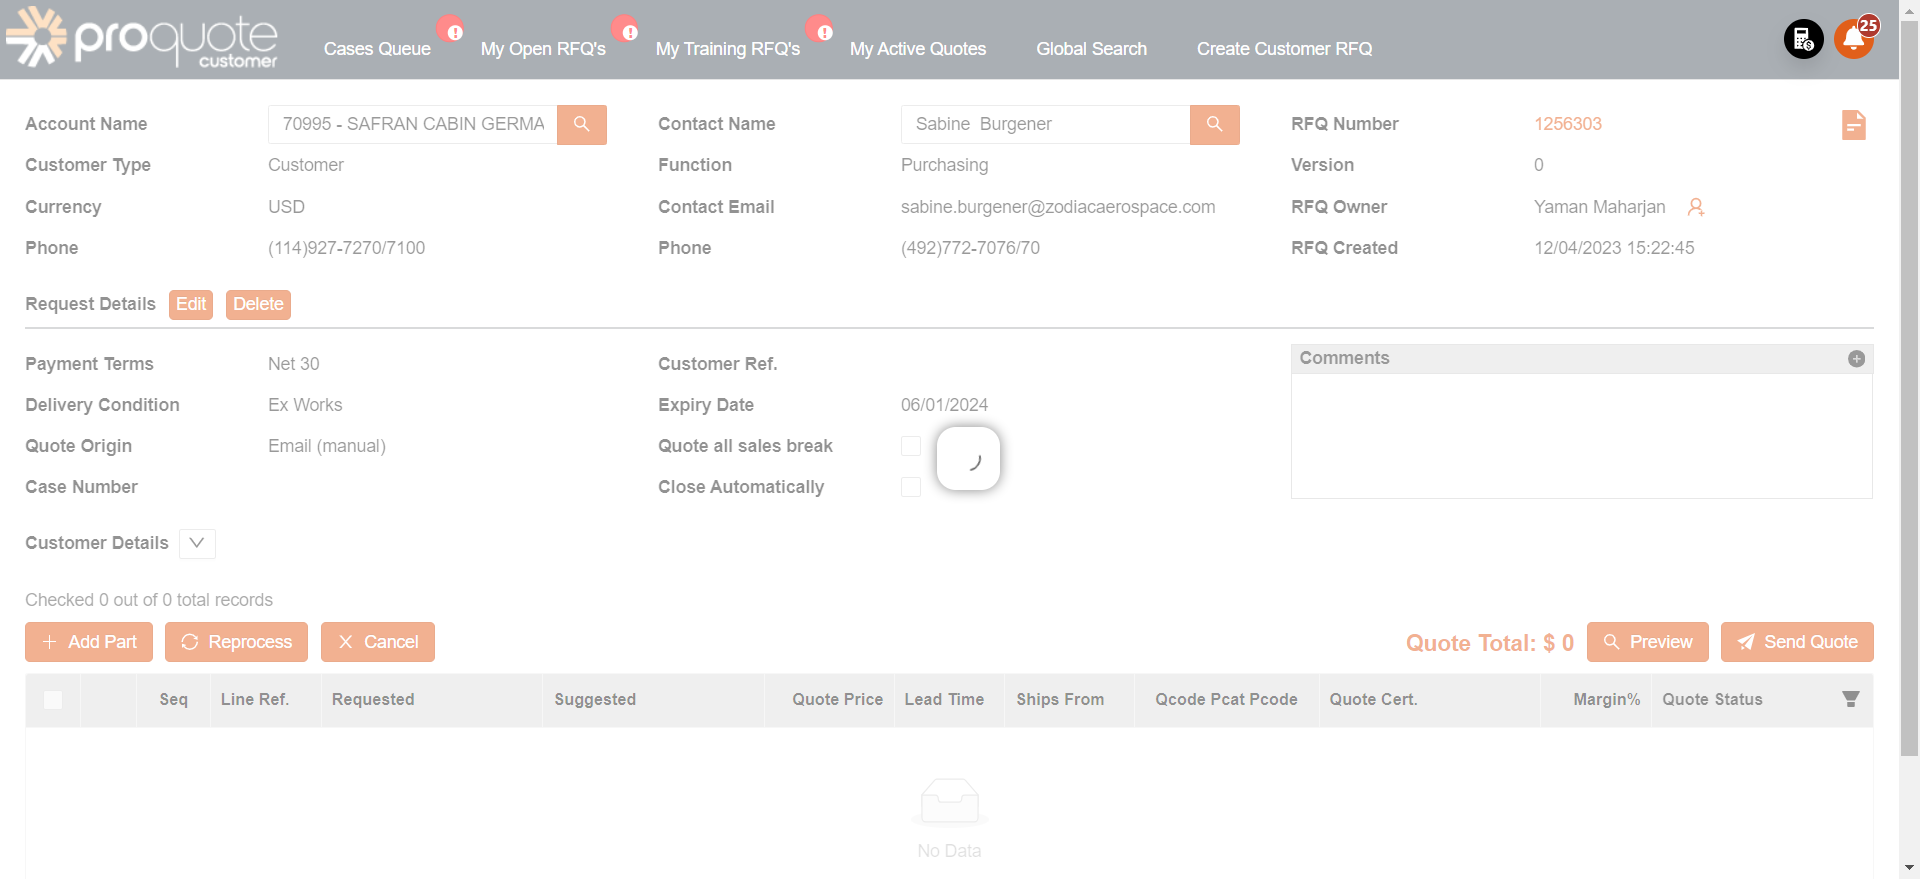 proquote
customer
Cases Queue
My Open RFQ's
My Training RFQ's
My Active Quotes
Global Search
Create Customer RFQ
25
Account Name 70995 - SAFRAN CABIN GERMA Contact Name Sabine Burgener RFQ Number 1256303
Customer Type Customer Function Purchasing Version 0
Currency USD Contact Email sabine.burgener@zodiacaerospace.com RFQ Owner Yaman Maharjan
Phone (114)927-7270/7100 Phone (492)772-7076/70 RFQ Created 12/04/2023 15:22:45
Request Details Edit Delete
Payment Terms Net 30 Customer Ref. Comments
Delivery Condition Ex Works Expiry Date 06/01/2024
Quote Origin Email (manual) Quote all sales break
Case Number Close Automatically
Customer Details
Checked 0 out of 0 total records
Add Part Reprocess Cancel Quote Total: $ 0 Preview Send Quote
Seq Line Ref. Requested Suggested Quote Price Lead Time Ships From Qcode Pcat Pcode Quote Cert. Margin% Quote Status
No Data